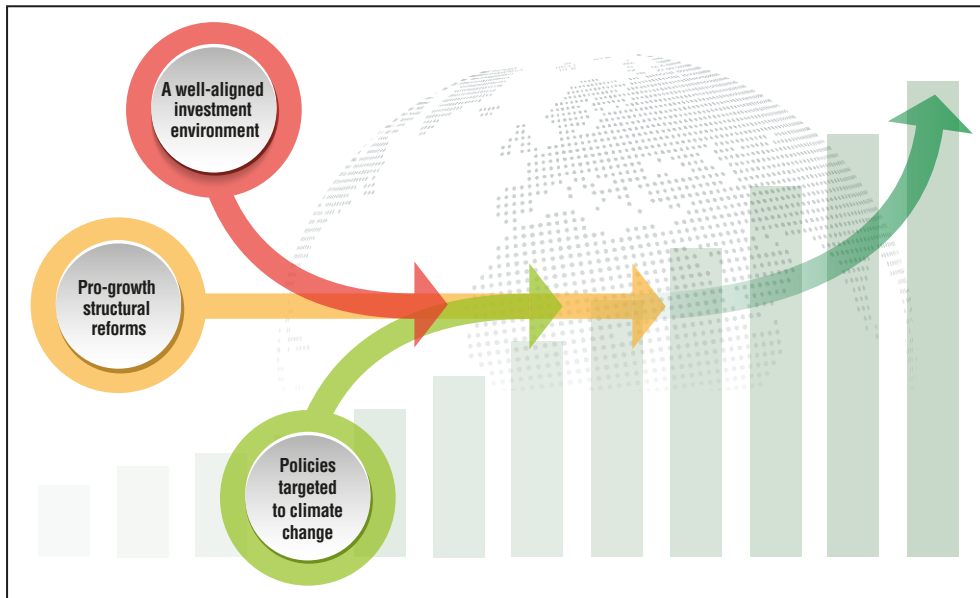 A well-aligned
investment
environment
Pro-growth
structural
reforms
Policies
targeted
to climate
change